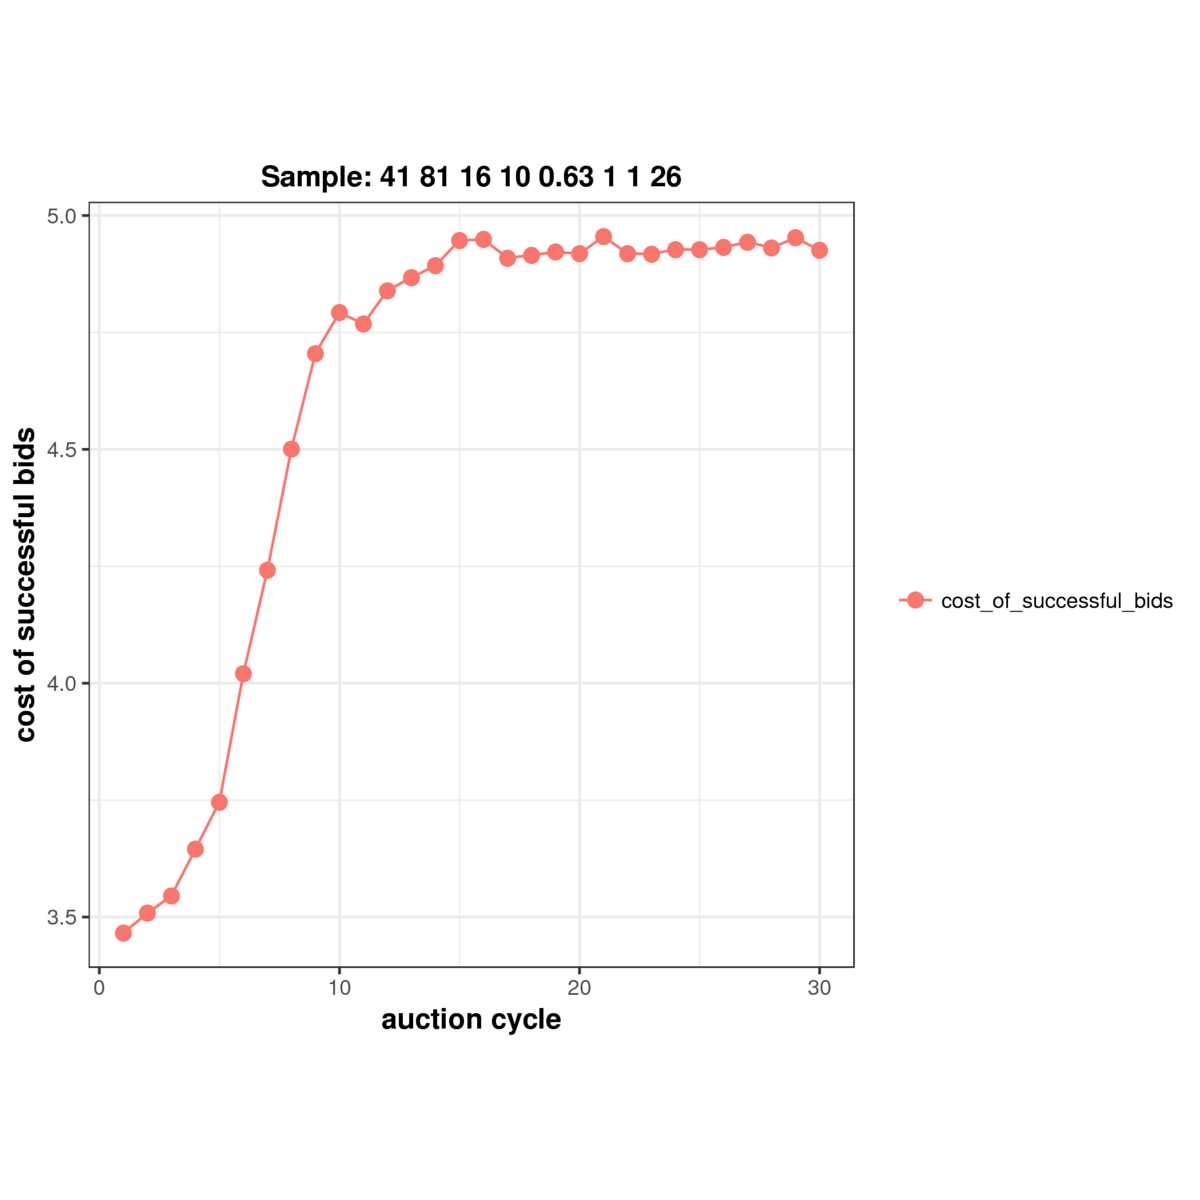 Sample: 41 81 16 10 0.63 1 1 26
5.0
4.5
4.0
3.5
cost of successful bids
0 10 20 30
auction cycle
cost_of_successful_bids